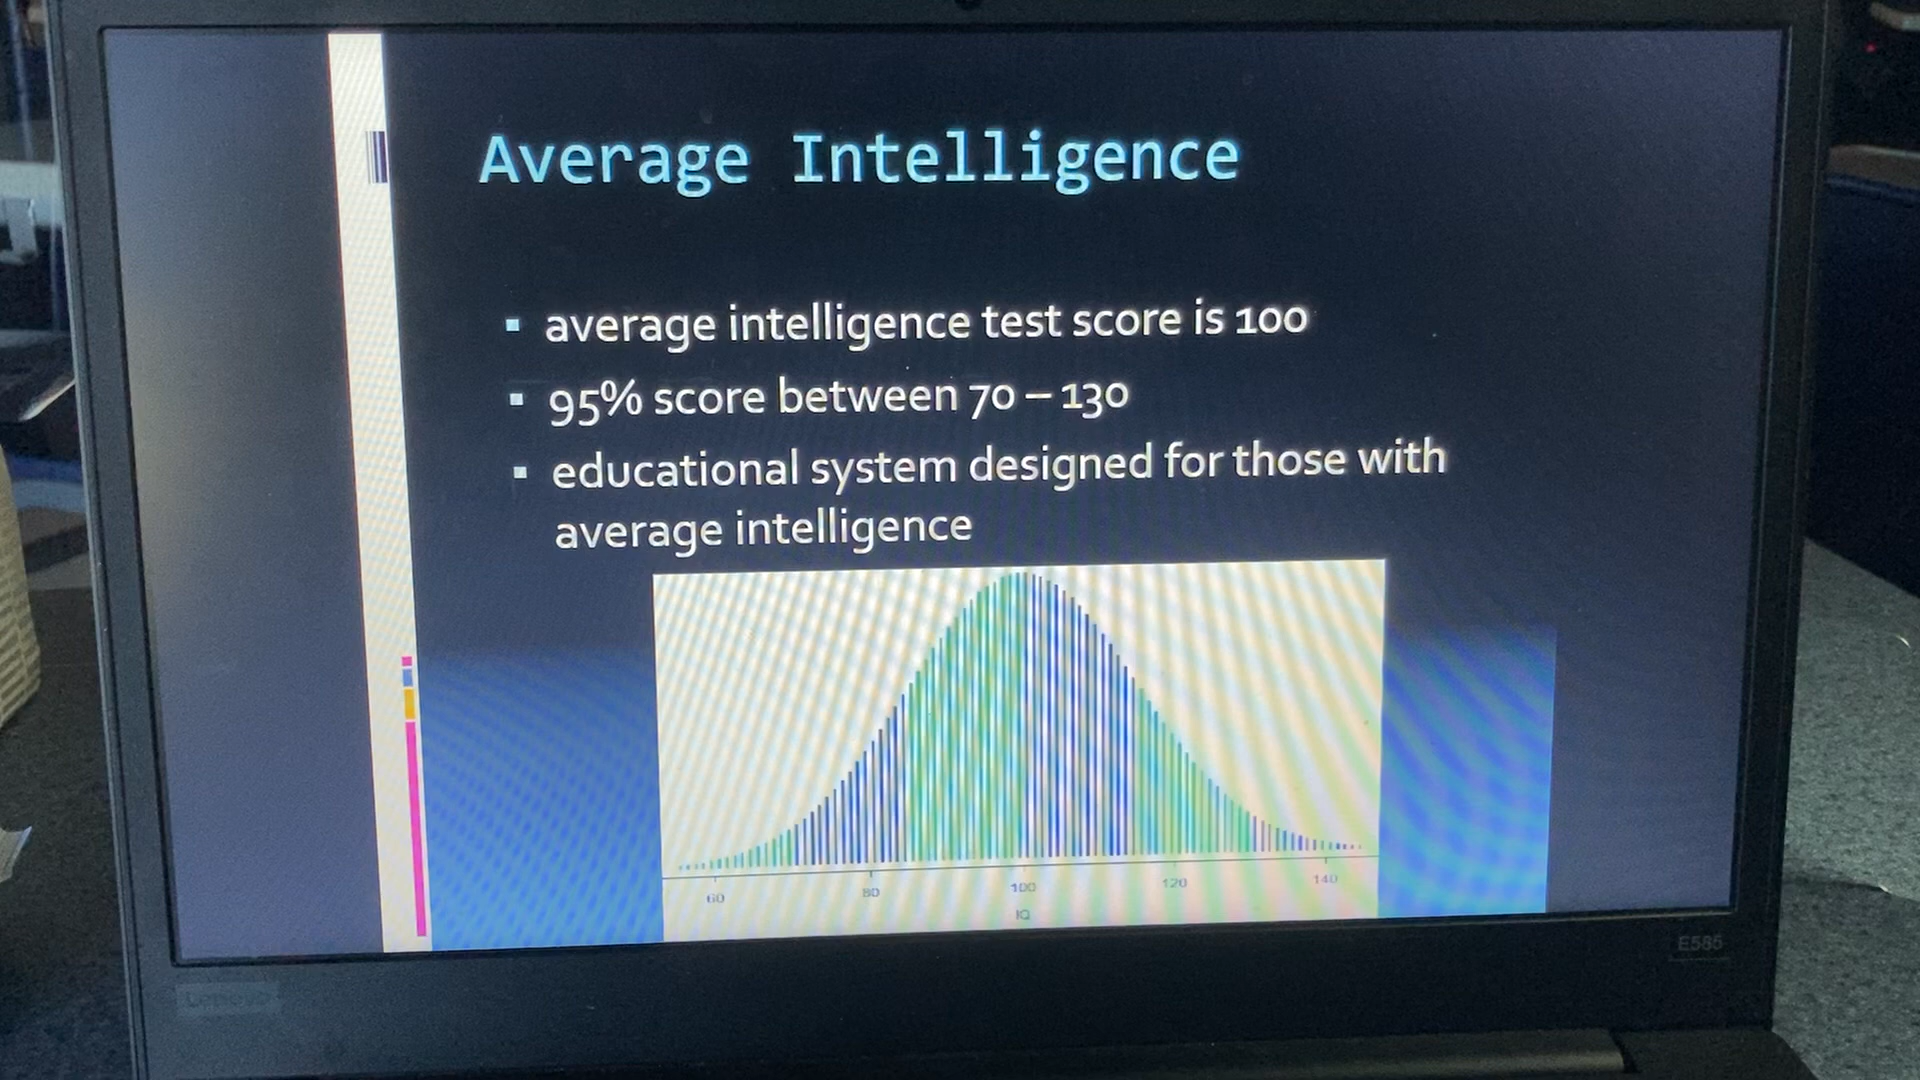 Average Intelligence
average intelligence test score is 100
95% score between 70 – 130
educational system designed for those with
average intelligence
60 80 100 120 140
IQ
E585
Lenovo